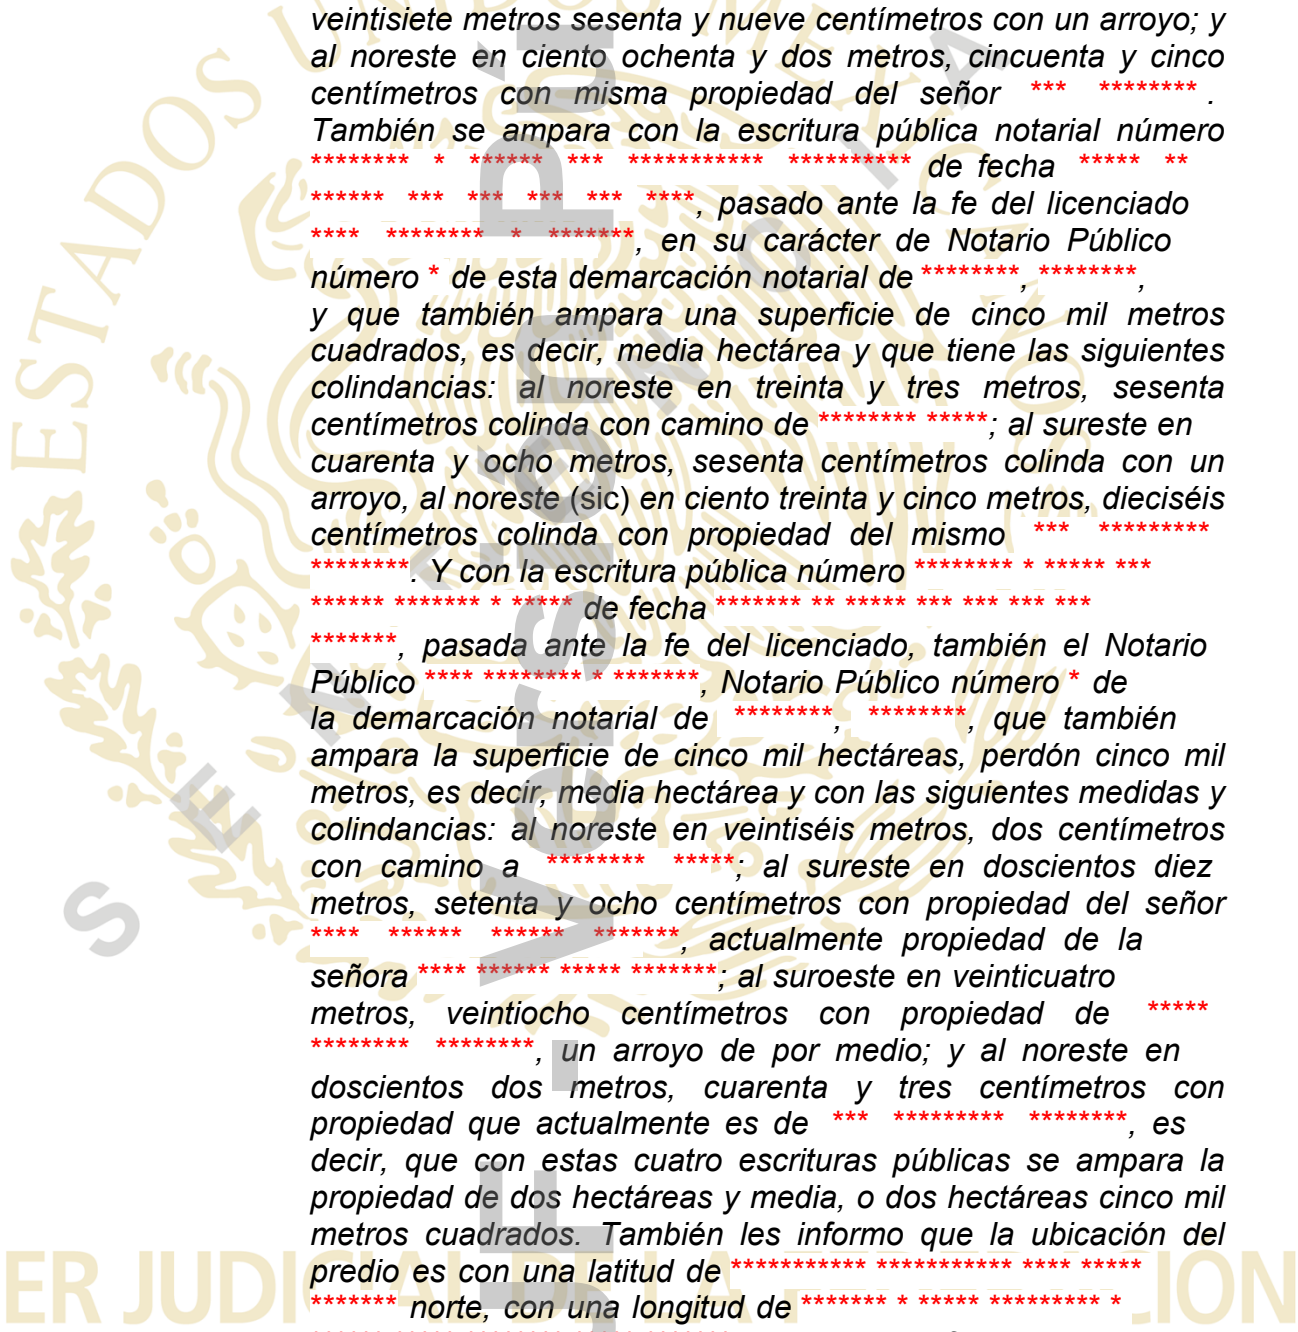 veintisiete metros sesenta y nueve centímetros con un arroyo; y
al noreste en ciento ochenta y dos metros, cincuenta y cinco
centímetros con misma propiedad del señor *** ******** .
También se ampara con la escritura pública notarial número
******** * ****** *** *********** ********** de fecha ***** **
****** *** *** *** *** ****, pasado ante la fe del licenciado
**** ******** * *******, en su carácter de Notario Público
número * de esta demarcación notarial de ********, ********,
y que también ampara una superficie de cinco mil metros
cuadrados, es decir, media hectárea y que tiene las siguientes
colindancias: al noreste en treinta y tres metros, sesenta
centímetros colinda con camino de ******** *****; al sureste en
cuarenta y ocho metros, sesenta centímetros colinda con un
arroyo, al noreste (sic) en ciento treinta y cinco metros, dieciséis
centímetros colinda con propiedad del mismo *** *********
********. Y con la escritura pública número ******** * ***** ***
****** ******* * ***** de fecha ******* ** ***** *** *** *** ***
*******, pasada ante la fe del licenciado, también el Notario
Público **** ******** * *******, Notario Público número * de
la demarcación notarial de ********, ********, que también
ampara la superficie de cinco mil hectáreas, perdón cinco mil
metros, es decir, media hectárea y con las siguientes medidas y
colindancias: al noreste en veintiséis metros, dos centímetros
con camino a ******** *****; al sureste en doscientos diez
metros, setenta y ocho centímetros con propiedad del señor
**** ****** ****** *******, actualmente propiedad de la
señora **** ****** ***** *******; al suroeste en veinticuatro
metros, veintiocho centímetros con propiedad de *****
******** ********, un arroyo de por medio; y al noreste en
doscientos dos metros, cuarenta y tres centímetros con
propiedad que actualmente es de *** ********* ********, es
decir, que con estas cuatro escrituras públicas se ampara la
propiedad de dos hectáreas y media, o dos hectáreas cinco mil
metros cuadrados. También les informo que la ubicación del
predio es con una latitud de *********** *********** **** *****
******* norte, con una longitud de ******* * ***** ********* *
ESTADOS UNIDOS MEXICANOS